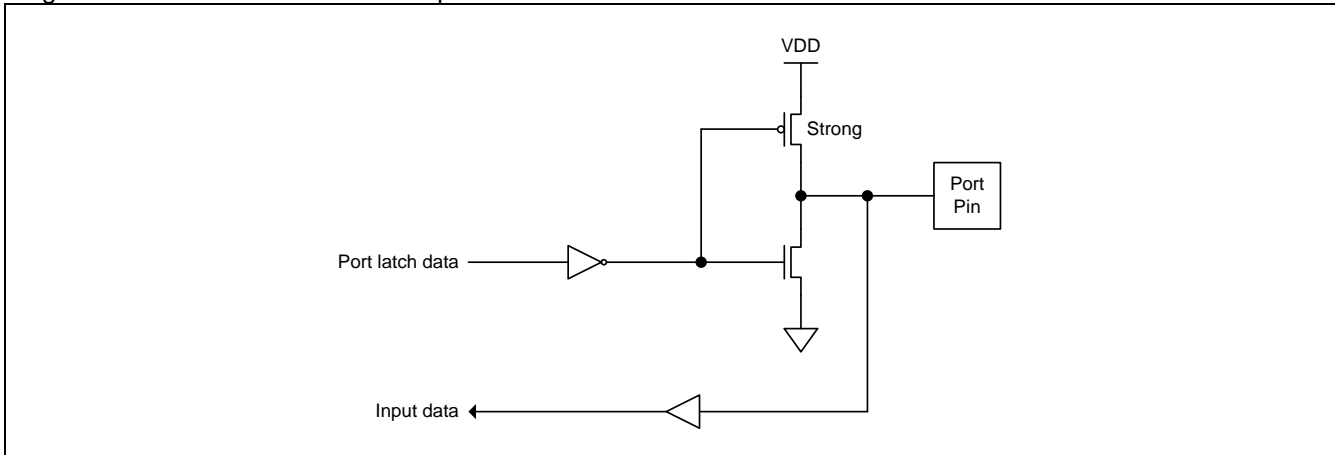 VDD
Strong
Port
Pin
Port latch data
Input data